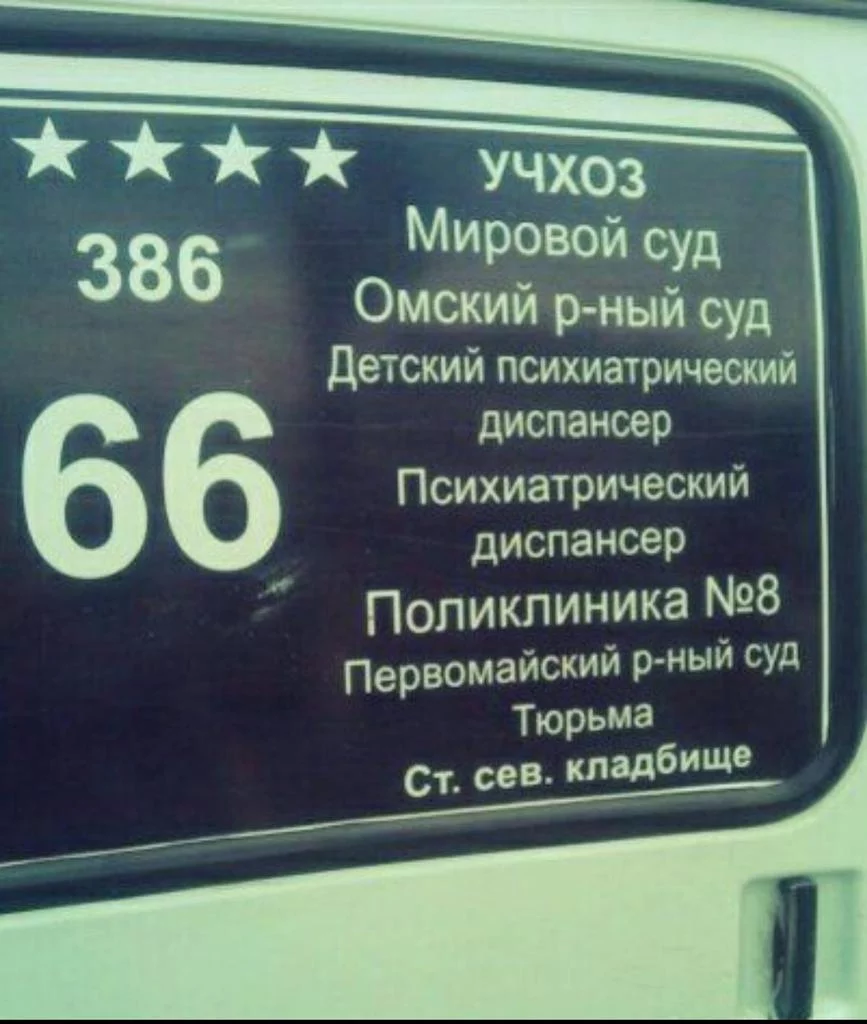 386
66
УЧХОЗ
Мировой суд
Омский р-ный суд
Детский психиатрический
диспансер
Психиатрический
диспансер
Поликлиника №8
Первомайский р-ный суд
Тюрьма
Ст. сев. кладбище